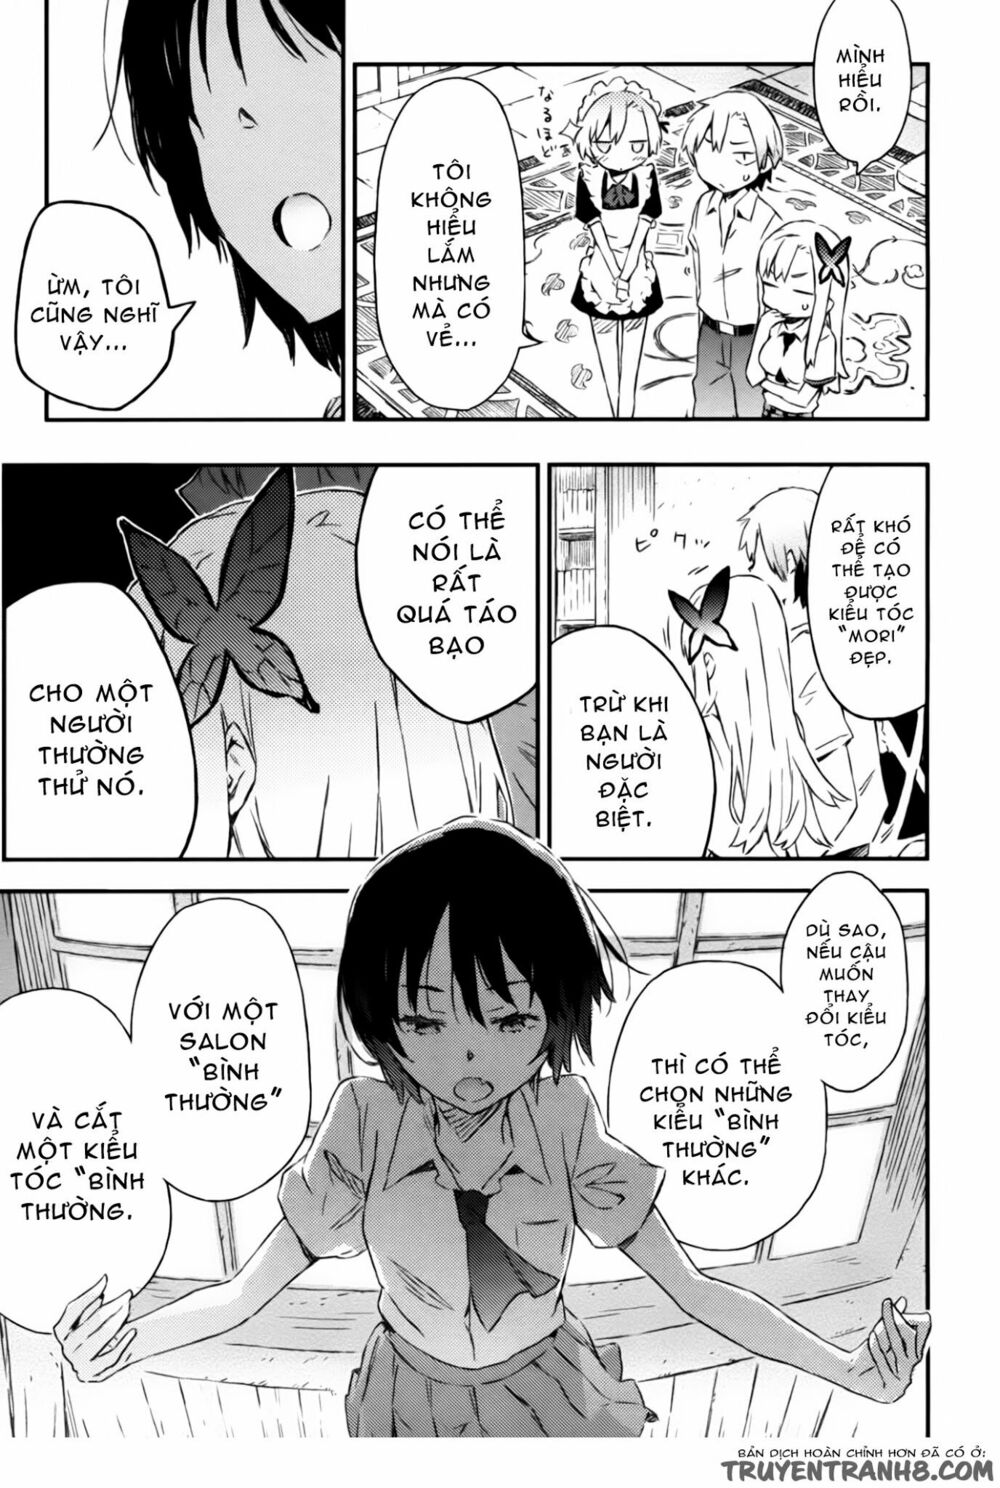 MÌNH
HIỂU
RỒI.
なるほど
TÔI
KHÔNG
HIỂU
LẮM
NHƯNG
MÀ CÓ
VẺ...
ỪM, TÔI
CŨNG NGHĨ
VẬY...
RẤT KHÓ
ĐỂ CÓ
THỂ TẠO
ĐƯỢC
KIỂU TÓC
"MORI"
ĐẸP.
ピクッ
TRỪ KHI
BẠN LÀ
NGƯỜI
ĐẶC
BIỆT.
CÓ THỂ
NÓI LÀ
RẤT
QUÁ TÁO
BẠO
CHO MỘT
NGƯỜI
THƯỜNG
THỬ NÓ.
DÙ SAO,
NẾU CẬU
MUỐN
THAY
ĐỔI KIỂU
TÓC,
THÌ CÓ THỂ
CHỌN NHỮNG
KIỂU "BÌNH
THƯỜNG"
KHÁC.
VỚI MỘT
SALON
"BÌNH
THƯỜNG"
VÀ CẮT
MỘT KIỂU
TÓC "BÌNH
THƯỜNG.
BẢN DỊCH HOÀN CHỈNH HƠN ĐÃ CÓ Ở:
TRUYENTRANH8.COM